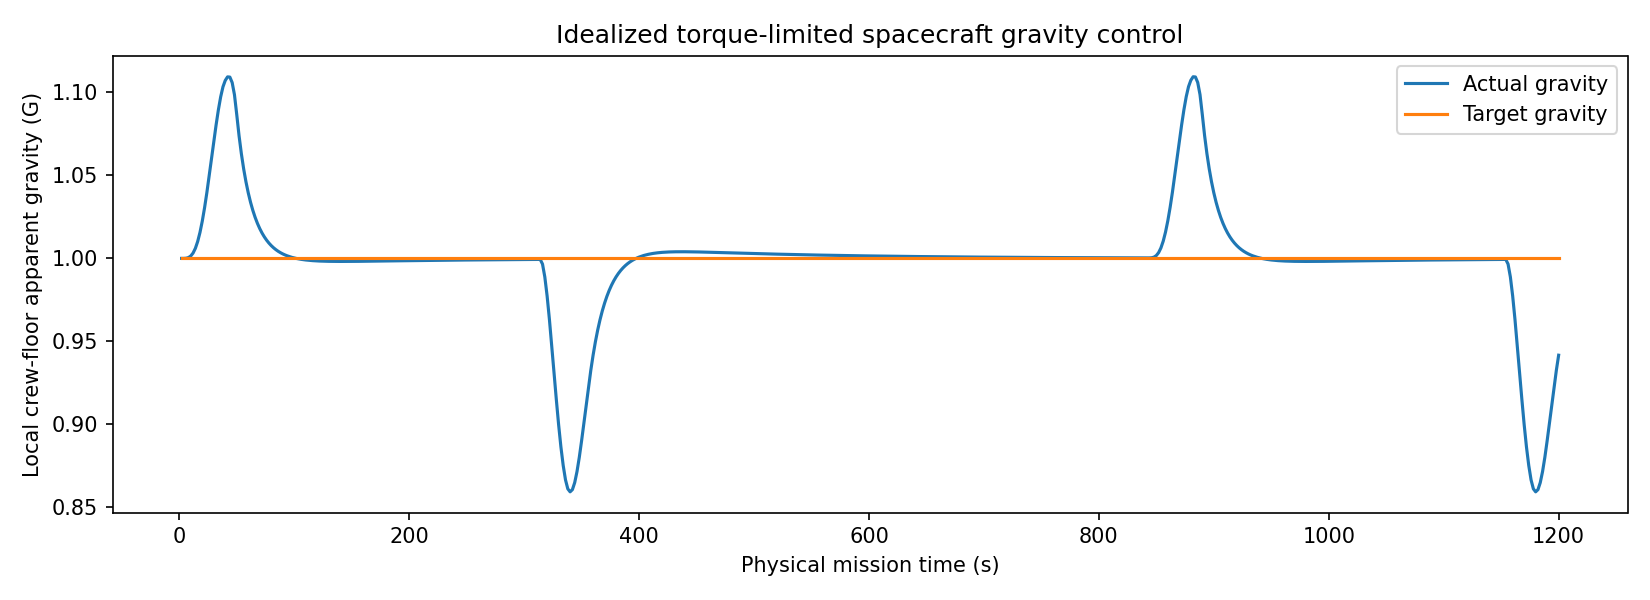 Idealized torque-limited spacecraft gravity control
Actual gravity
Target gravity
Local crew-floor apparent gravity (G)
1.10
1.05
1.00
0.95
0.90
0.85
0 200 400 600 800 1000 1200
Physical mission time (s)